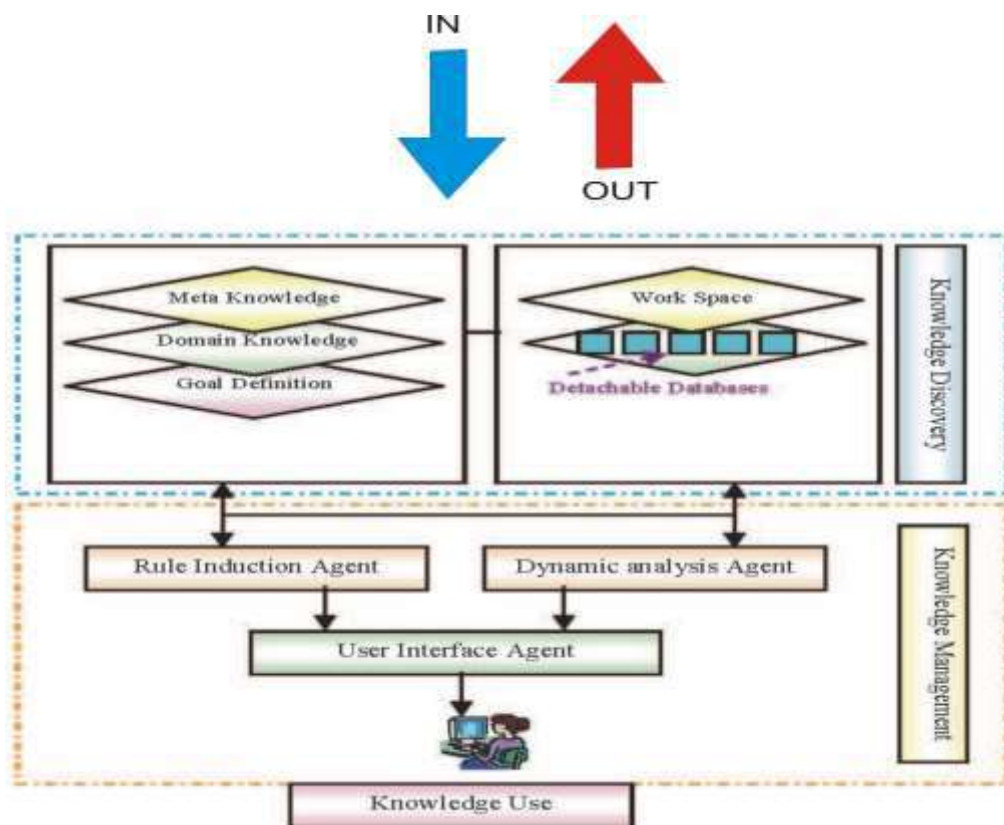 IN
OUT
Meta Knowledge
Domain Knowledge
Goal Definition
Work Space
Detachable Databases
Knowledge Discovery
Rule Induction Agent
Dynamic analysis Agent
User Interface Agent
Knowledge Management
Knowledge Use